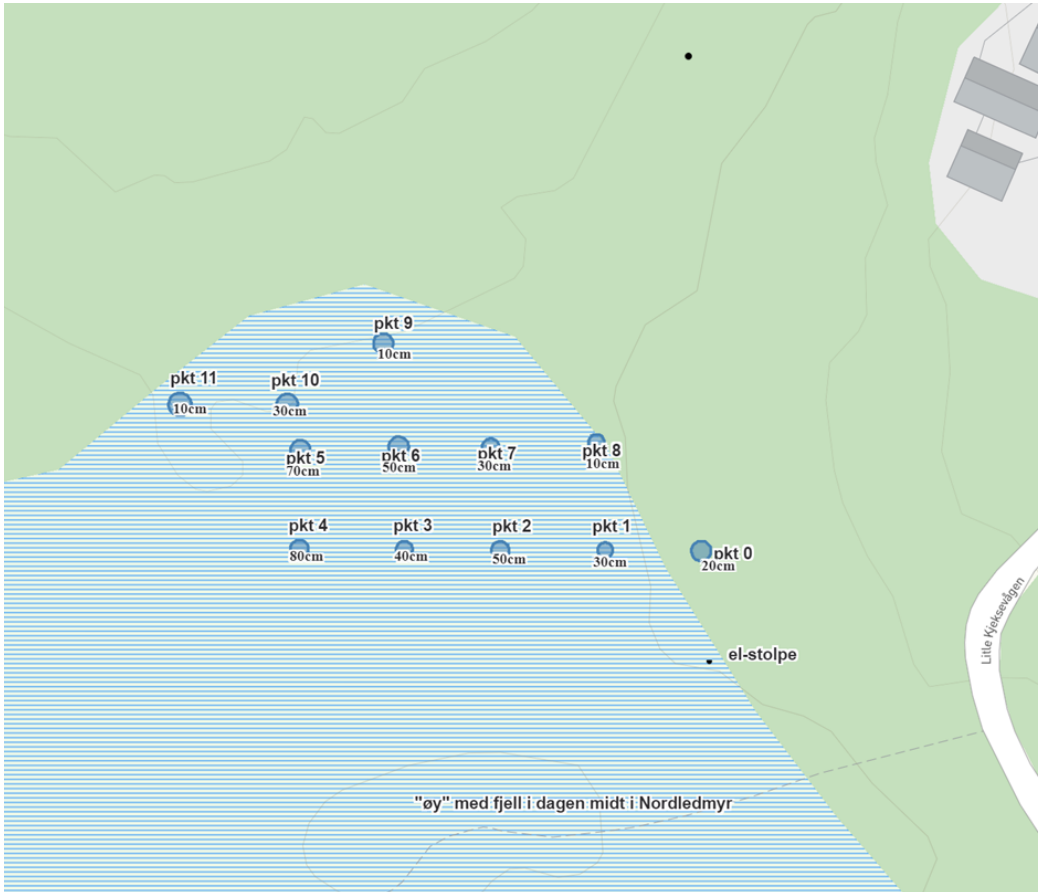 pkt 9
10cm
pkt 11
10cm
pkt 10
30cm
pkt 5
70cm
pkt 6
50cm
pkt 7
30cm
pkt 8
10cm
pkt 4
80cm
pkt 3
40cm
pkt 2
50cm
pkt 1
30cm
pkt 0
20cm
Litle Kjeksevågen
el-stolpe
"øy" med fjell i dagen midt i Nordledmyr